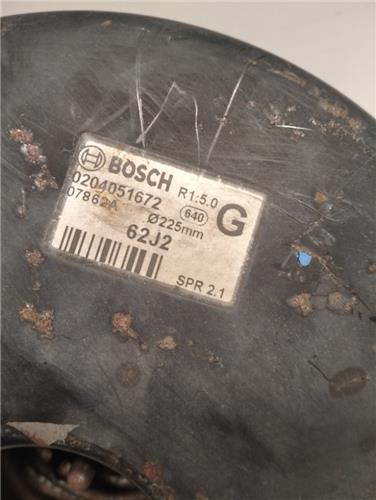 BOSCH R1:5.0
0204051672 640 G
07862A Ø225mm
62J2
SPR 2.1